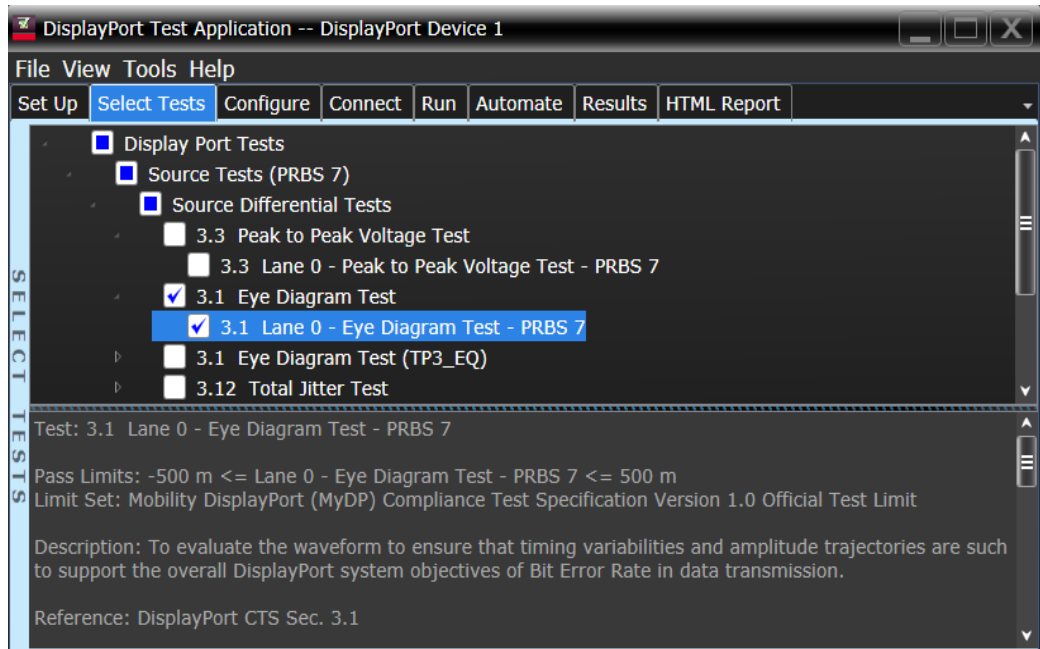 DisplayPort Test Application -- DisplayPort Device 1
File View Tools Help
Set Up Select Tests Configure Connect Run Automate Results HTML Report
SELECT TESTS
Display Port Tests
Source Tests (PRBS 7)
Source Differential Tests
3.3 Peak to Peak Voltage Test
3.3 Lane 0 - Peak to Peak Voltage Test - PRBS 7
3.1 Eye Diagram Test
3.1 Lane 0 - Eye Diagram Test - PRBS 7
3.1 Eye Diagram Test (TP3_EQ)
3.12 Total Jitter Test
Test: 3.1 Lane 0 - Eye Diagram Test - PRBS 7
Pass Limits: -500 m <= Lane 0 - Eye Diagram Test - PRBS 7 <= 500 m
Limit Set: Mobility DisplayPort (MyDP) Compliance Test Specification Version 1.0 Official Test Limit
Description: To evaluate the waveform to ensure that timing variabilities and amplitude trajectories are such
to support the overall DisplayPort system objectives of Bit Error Rate in data transmission.
Reference: DisplayPort CTS Sec. 3.1